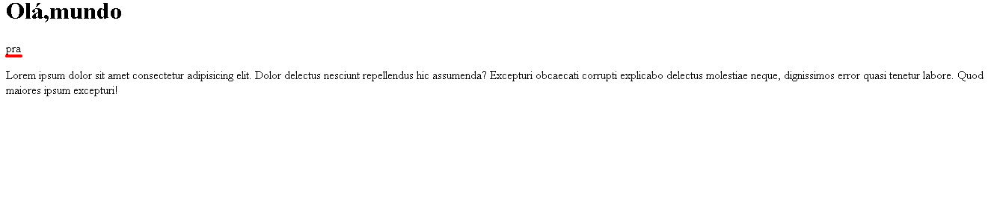 Olá,mundo
pra
Lorem ipsum dolor sit amet consectetur adipisicing elit. Dolor delectus nesciunt repellendus hic assumenda? Excepturi obcaecati corrupti explicabo delectus molestiae neque, dignissimos error quasi tenetur labore. Quod
maiores ipsum excepturi!